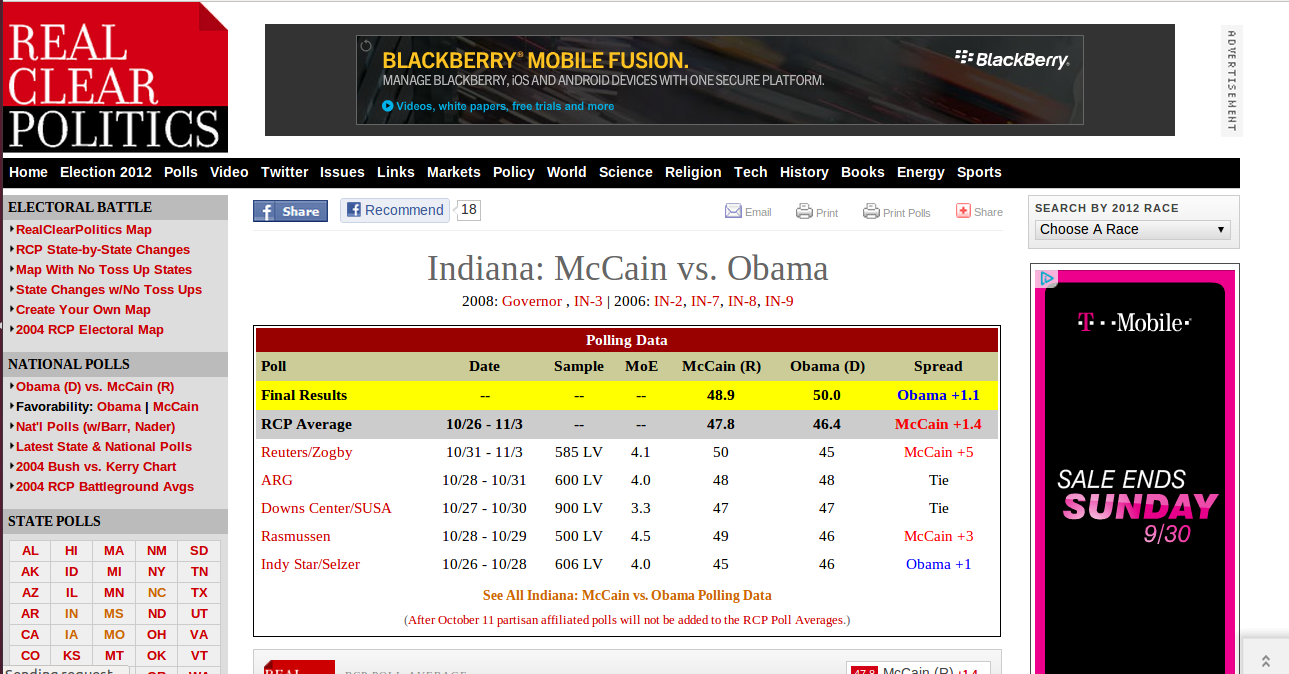 REAL
CLEAR
POLITICS
BLACKBERRY® MOBILE FUSION.
MANAGE BLACKBERRY, iOS AND ANDROID DEVICES WITH ONE SECURE PLATFORM.
Videos, white papers, free trials and more
BlackBerry.
ADVERTISEMENT
Home Election 2012 Polls Video Twitter Issues Links Markets Policy World Science Religion Tech History Books Energy Sports
ELECTORAL BATTLE
RealClearPolitics Map
RCP State-by-State Changes
Map With No Toss Up States
State Changes w/No Toss Ups
Create Your Own Map
2004 RCP Electoral Map
NATIONAL POLLS
Obama (D) vs. McCain (R)
Favorability: Obama | McCain
Nat'l Polls (w/Barr, Nader)
Latest State & National Polls
2004 Bush vs. Kerry Chart
2004 RCP Battleground Avgs
STATE POLLS
AL HI MA NM SD
AK ID MI NY TN
AZ IL MN NC TX
AR IN MS ND UT
CA IA MO OH VA
CO KS MT OK VT
Share Recommend 18 Email Print Print Polls Share
Indiana: McCain vs. Obama
2008: Governor , IN-3 | 2006: IN-2, IN-7, IN-8, IN-9
Polling Data
Poll Date Sample MoE McCain (R) Obama (D) Spread
Final Results -- -- -- 48.9 50.0 Obama +1.1
RCP Average 10/26 - 11/3 -- -- 47.8 46.4 McCain +1.4
Reuters/Zogby 10/31 - 11/3 585 LV 4.1 50 45 McCain +5
ARG 10/28 - 10/31 600 LV 4.0 48 48 Tie
Downs Center/SUSA 10/27 - 10/30 900 LV 3.3 47 47 Tie
Rasmussen 10/28 - 10/29 500 LV 4.5 49 46 McCain +3
Indy Star/Selzer 10/26 - 10/28 606 LV 4.0 45 46 Obama +1
See All Indiana: McCain vs. Obama Polling Data
(After October 11 partisan affiliated polls will not be added to the RCP Poll Averages.)
REAL
RCP POLL AVERAGE
47.8 McCain (R) +1.4
SEARCH BY 2012 RACE
Choose A Race
T··Mobile·
SALE ENDS
SUNDAY
9/30